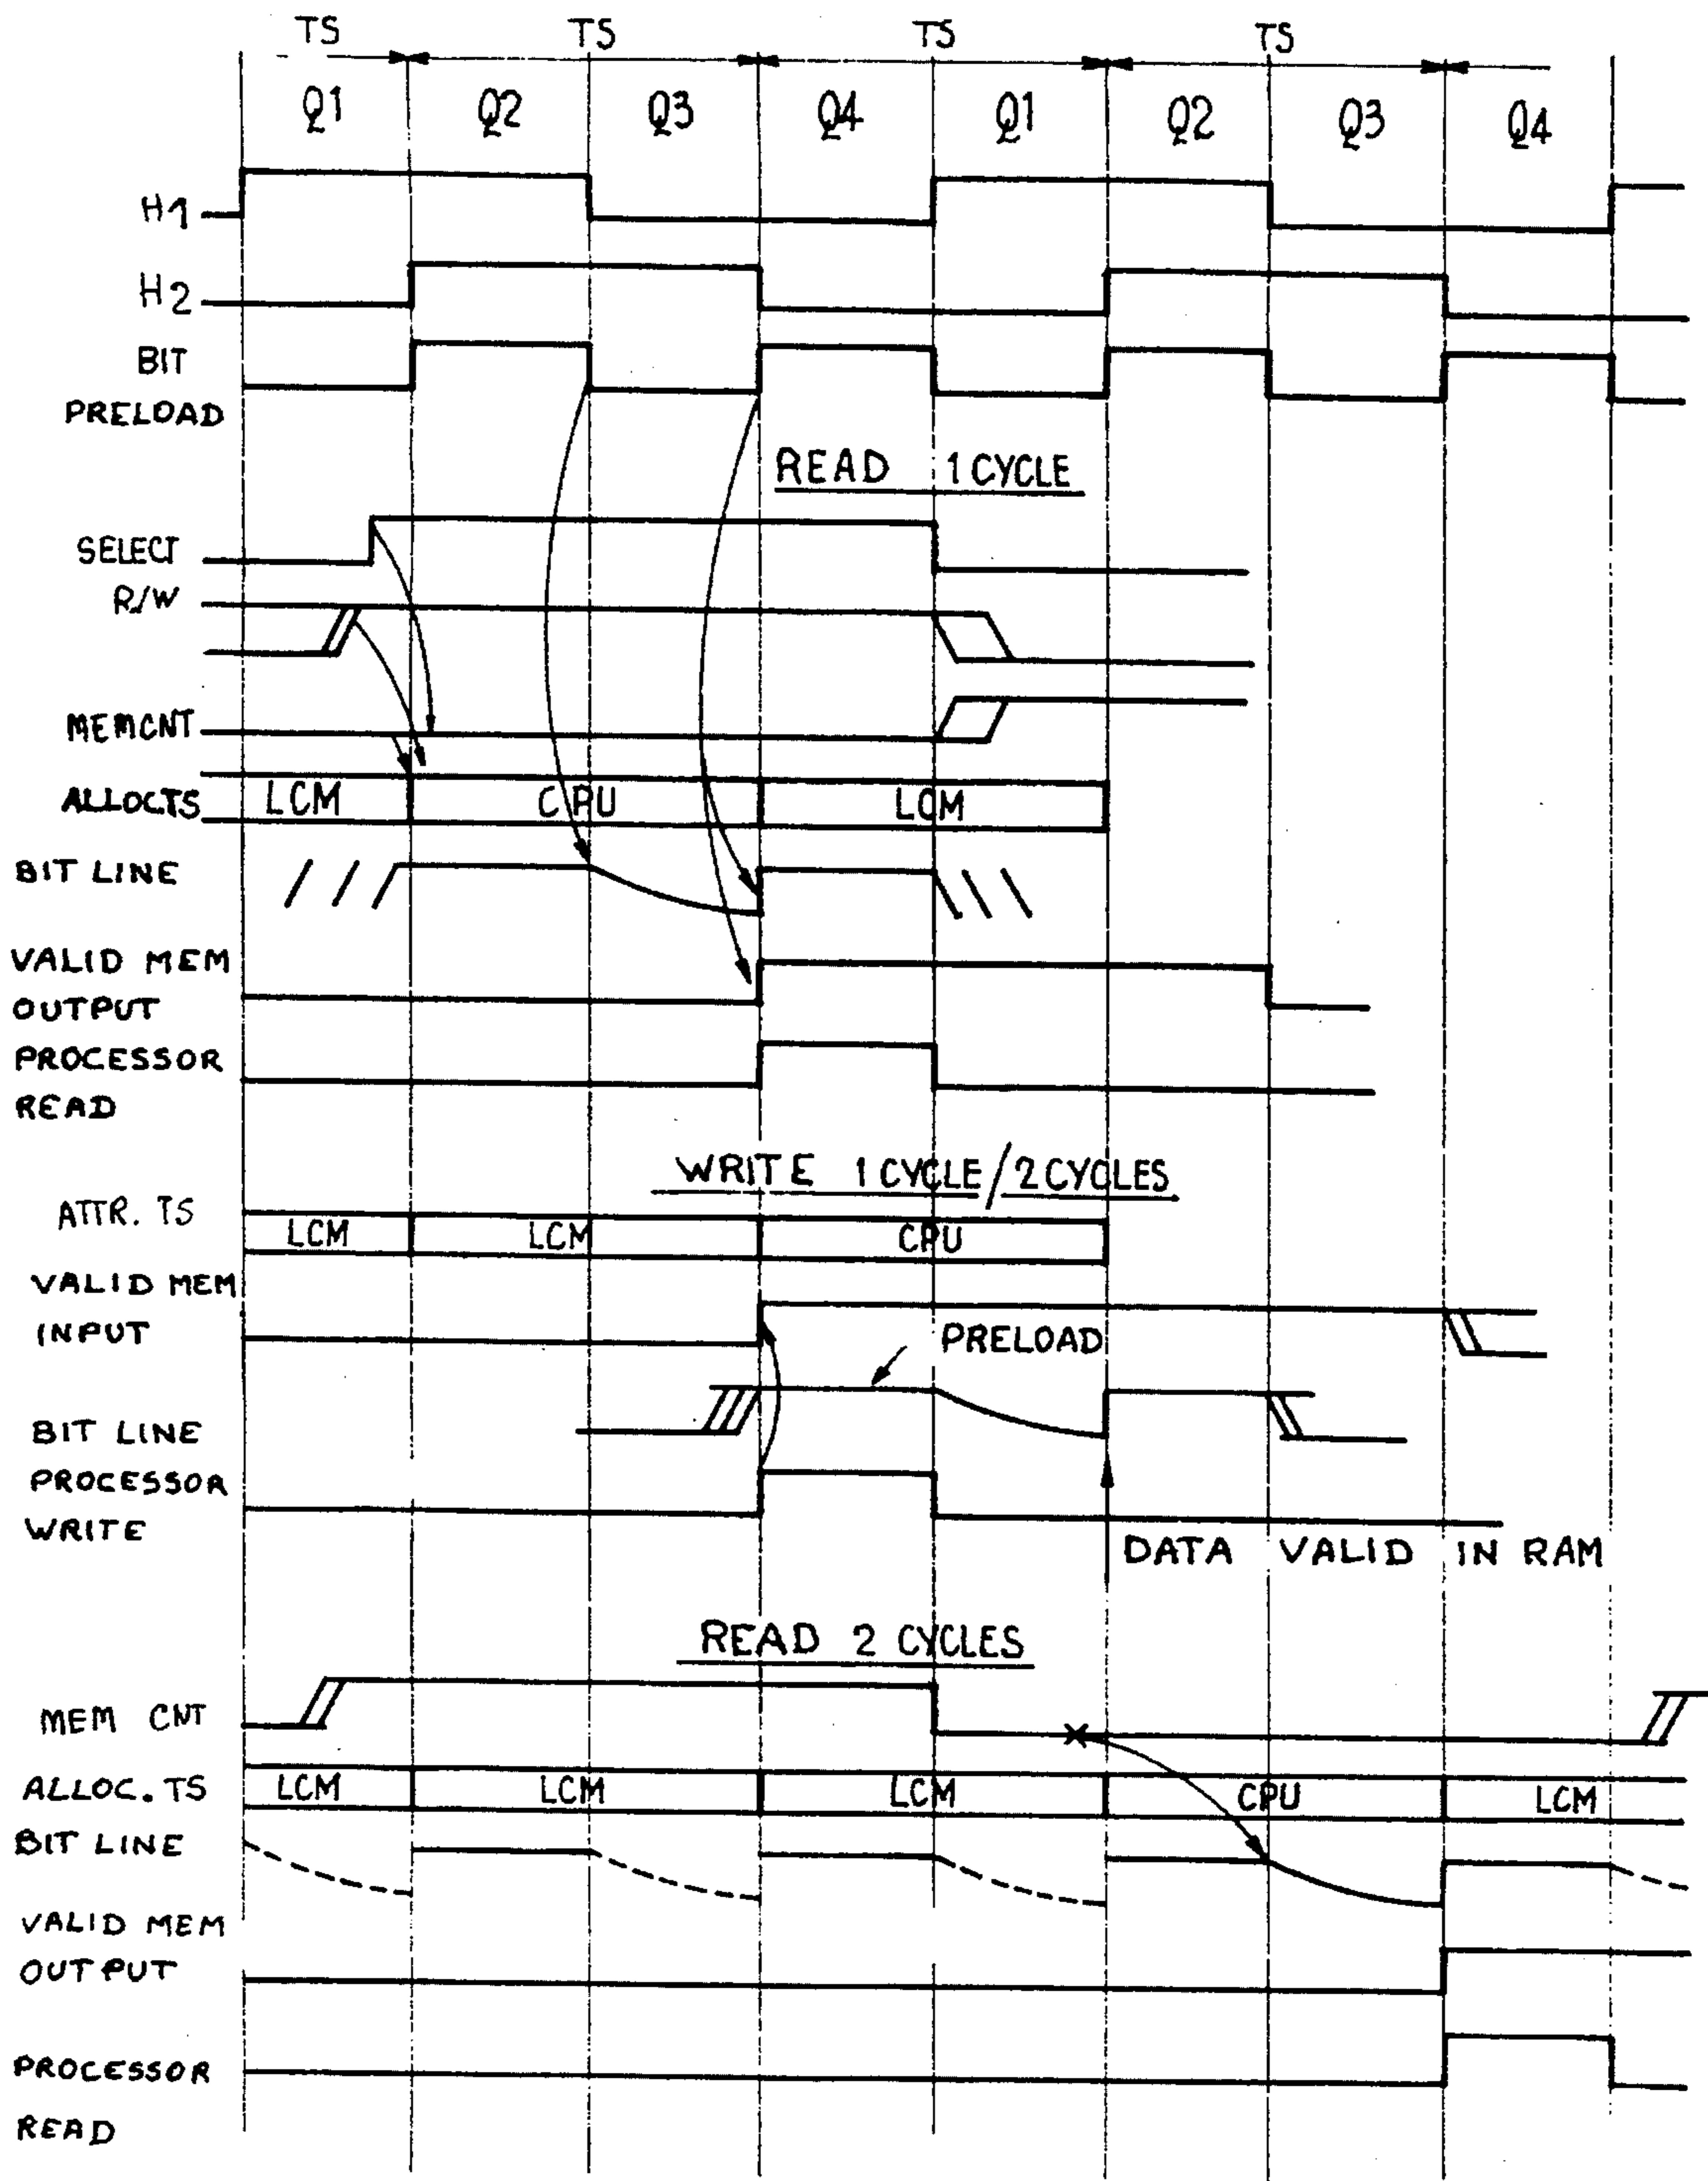 TS TS TS TS
Q1 Q2 Q3 Q4 Q1 Q2 Q3 Q4
H1
H2
BIT
PRELOAD
READ 1 CYCLE
SELECT
R/W
MEMCNT
ALLOC.TS LCM CPU LCM
BIT LINE
VALID MEM
OUTPUT
PROCESSOR
READ
WRITE 1 CYCLE/2 CYCLES
ATTR. TS LCM LCM CPU
VALID MEM
INPUT
PRELOAD
BIT LINE
PROCESSOR
WRITE
DATA VALID IN RAM
READ 2 CYCLES
MEM CNT
ALLOC. TS LCM LCM LCM CPU LCM
BIT LINE
VALID MEM
OUTPUT
PROCESSOR
READ